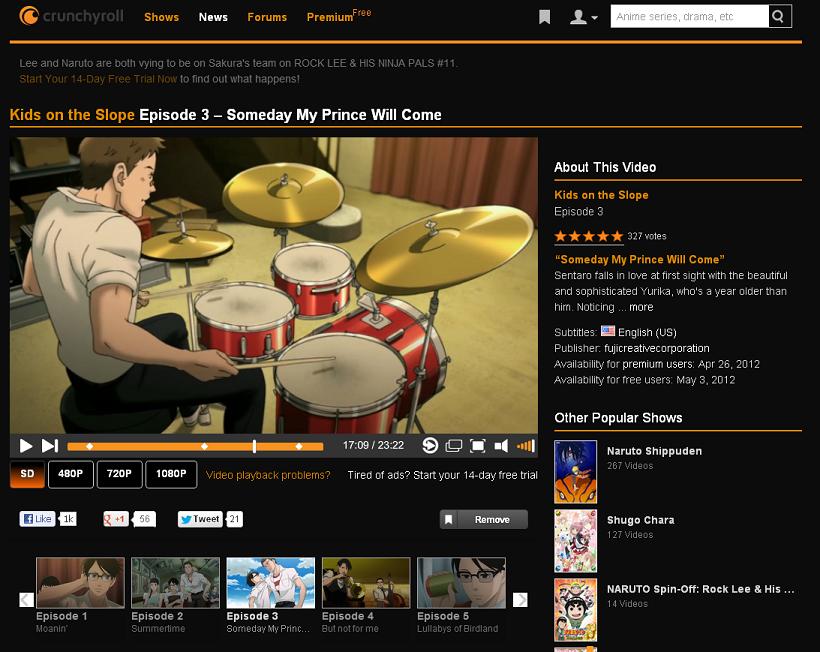 crunchyroll
Shows News Forums Premium Free
Anime series, drama, etc
Lee and Naruto are both vying to be on Sakura's team on ROCK LEE & HIS NINJA PALS #11.
Start Your 14-Day Free Trial Now to find out what happens!
Kids on the Slope Episode 3 – Someday My Prince Will Come
17:09 / 23:22
SD 480P 720P 1080P Video playback problems? Tired of ads? Start your 14-day free trial
Like 1k +1 56 Tweet 21 Remove
Episode 1
Moanin'
Episode 2
Summertime
Episode 3
Someday My Princ...
Episode 4
But not for me
Episode 5
Lullabys of Birdland
About This Video
Kids on the Slope
Episode 3
327 votes
“Someday My Prince Will Come”
Sentaro falls in love at first sight with the beautiful
and sophisticated Yurika, who's a year older than
him. Noticing ... more
Subtitles: English (US)
Publisher: fujicreativecorporation
Availability for premium users: Apr 26, 2012
Availability for free users: May 3, 2012
Other Popular Shows
Naruto Shippuden
267 Videos
Shugo Chara
127 Videos
NARUTO Spin-Off: Rock Lee & His ...
14 Videos